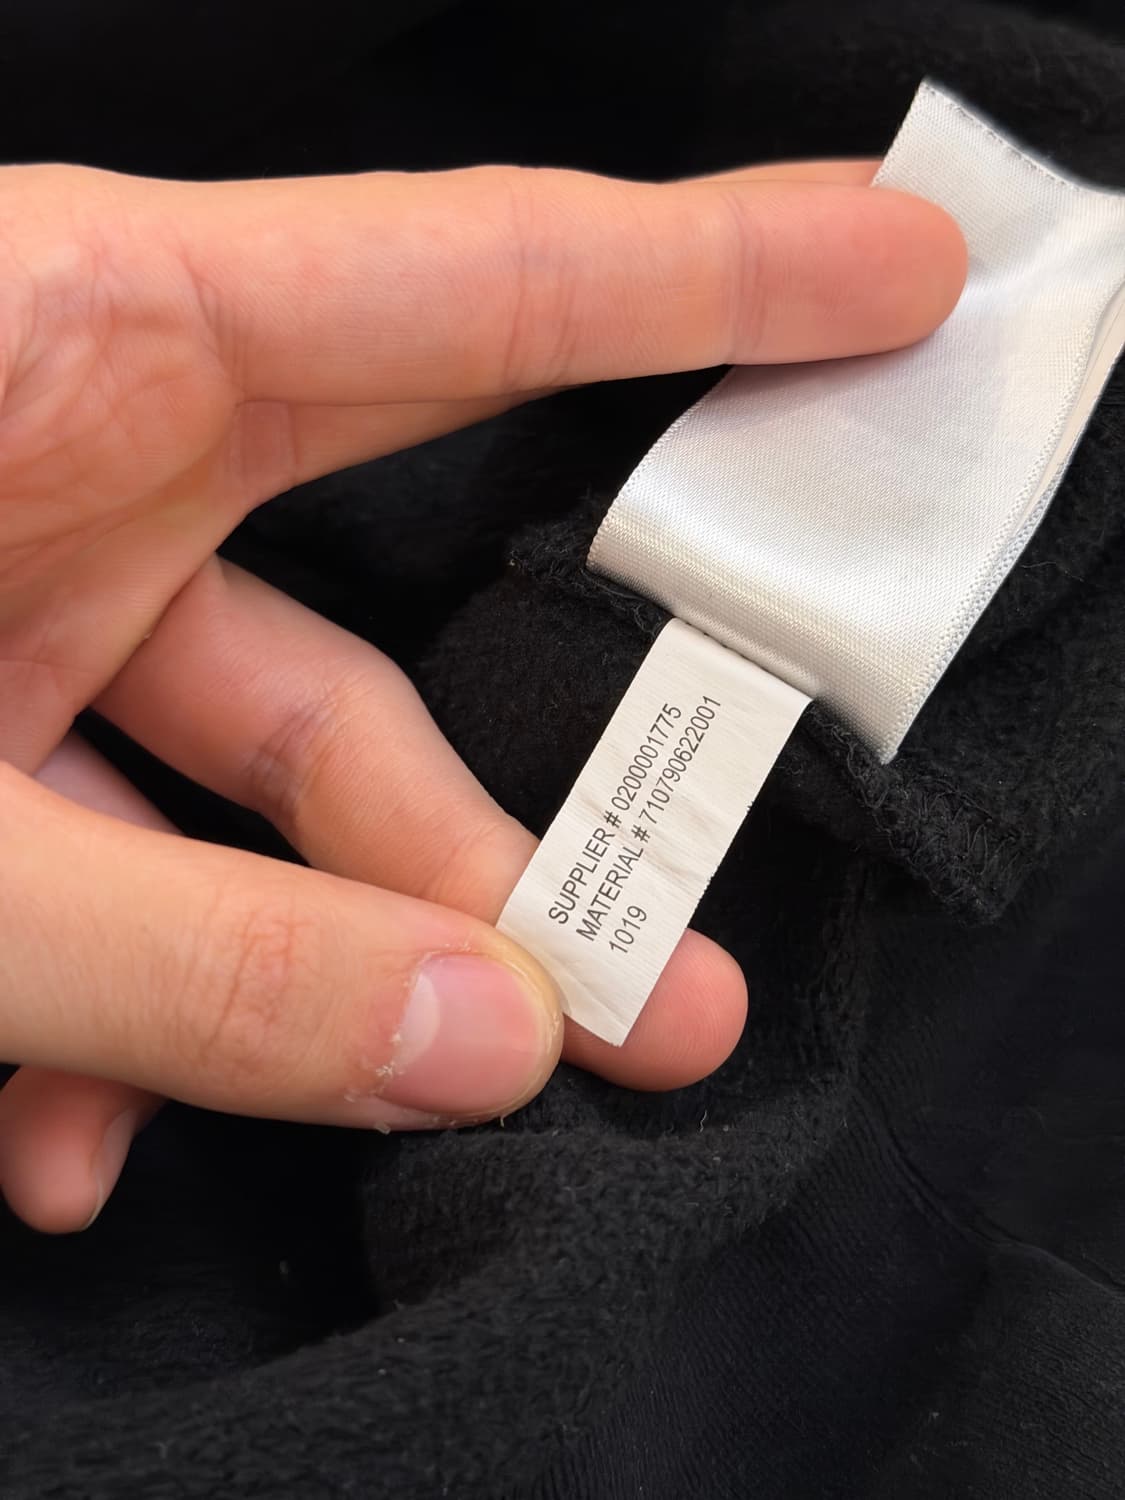 SUPPLIER # 0200001775
MATERIAL # 710790622001
1019